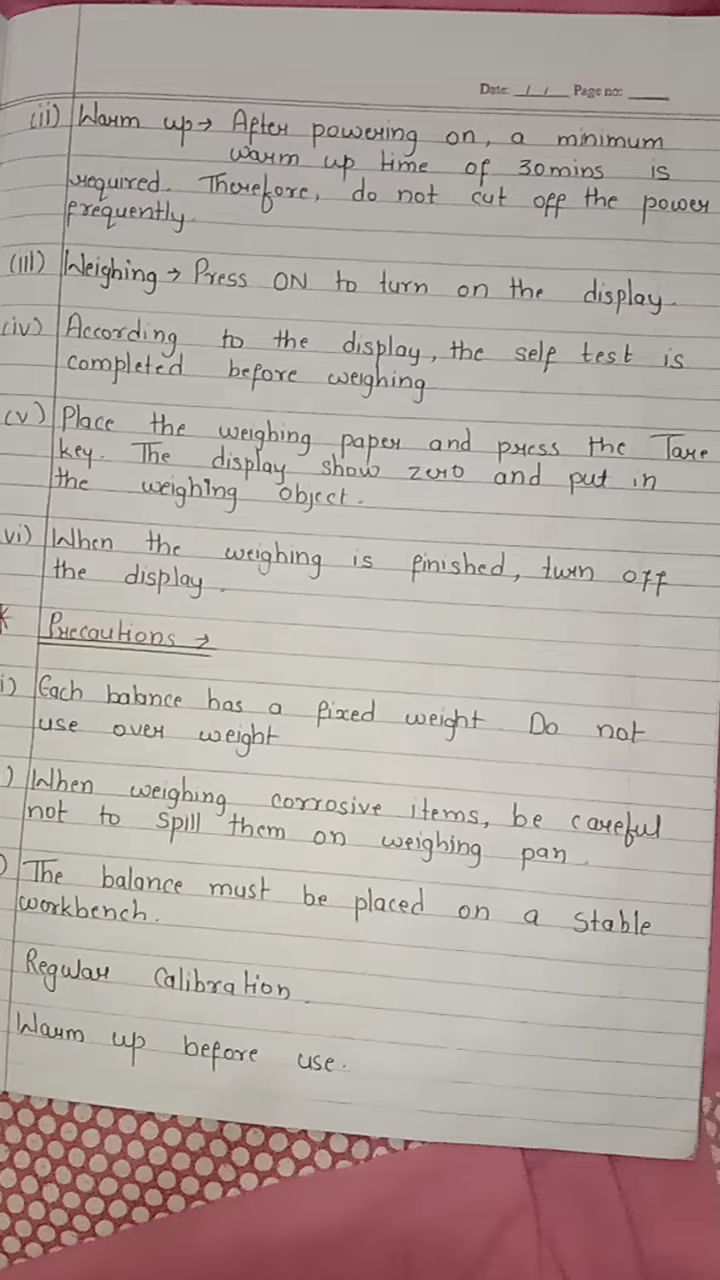 Date: / / Page no:
(ii) Warm up → After powering on, a minimum
warm up time of 30mins is
required. Therefore, do not cut off the power
frequently.
(iii) Weighing → Press ON to turn on the display.
(iv) According to the display, the self test is
completed before weighing
(v) Place the weighing paper and press the Tare
key. The display show zero and put in
the weighing object.
vi) When the weighing is finished, turn off
the display.
* Precautions →
i) Each balance has a fixed weight Do not
use over weight
) When weighing corrosive items, be careful
not to spill them on weighing pan.
) The balance must be placed on a stable
workbench.
Regular Calibration.
Warm up before use.